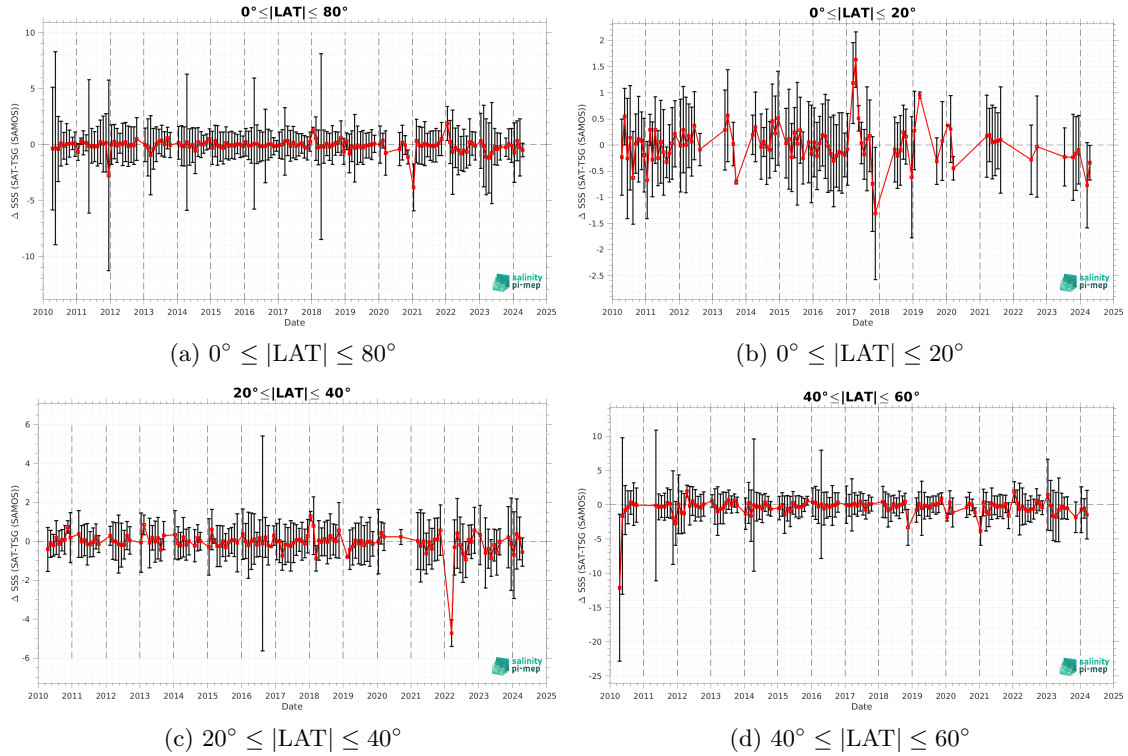 0°≤|LAT|≤ 80°
10
5
0
-5
-10
Δ SSS (SAT-TSG (SAMOS))
2010 2011 2012 2013 2014 2015 2016 2017 2018 2019 2020 2021 2022 2023 2024 2025
Date
salinity
pi-mep
(a) 0° ≤ |LAT| ≤ 80°
0°≤|LAT|≤ 20°
2
1.5
1
0.5
0
-0.5
-1
-1.5
-2
-2.5
Δ SSS (SAT-TSG (SAMOS))
2010 2011 2012 2013 2014 2015 2016 2017 2018 2019 2020 2021 2022 2023 2024 2025
Date
salinity
pi-mep
(b) 0° ≤ |LAT| ≤ 20°
20°≤|LAT|≤ 40°
6
4
2
0
-2
-4
-6
Δ SSS (SAT-TSG (SAMOS))
2010 2011 2012 2013 2014 2015 2016 2017 2018 2019 2020 2021 2022 2023 2024 2025
Date
salinity
pi-mep
(c) 20° ≤ |LAT| ≤ 40°
40°≤|LAT|≤ 60°
10
5
0
-5
-10
-15
-20
-25
Δ SSS (SAT-TSG (SAMOS))
2010 2011 2012 2013 2014 2015 2016 2017 2018 2019 2020 2021 2022 2023 2024 2025
Date
salinity
pi-mep
(d) 40° ≤ |LAT| ≤ 60°